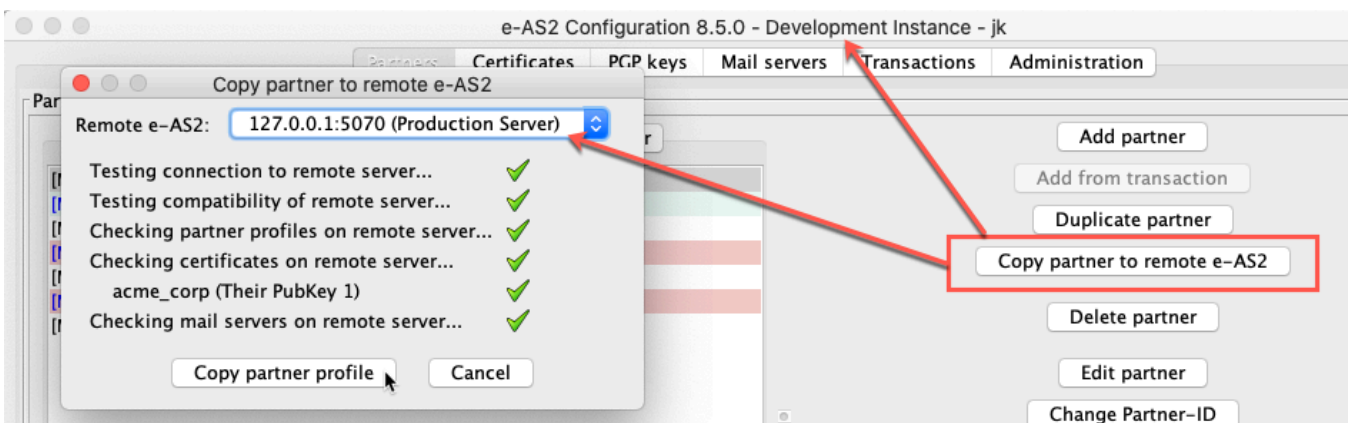 e-AS2 Configuration 8.5.0 - Development Instance - jk
Partners Certificates PGP keys Mail servers Transactions Administration
Copy partner to remote e-AS2
Remote e-AS2: 127.0.0.1:5070 (Production Server)
Testing connection to remote server...
Testing compatibility of remote server...
Checking partner profiles on remote server...
Checking certificates on remote server...
acme_corp (Their PubKey 1)
Checking mail servers on remote server...
Copy partner profile Cancel
Add partner
Add from transaction
Duplicate partner
Copy partner to remote e-AS2
Delete partner
Edit partner
Change Partner-ID